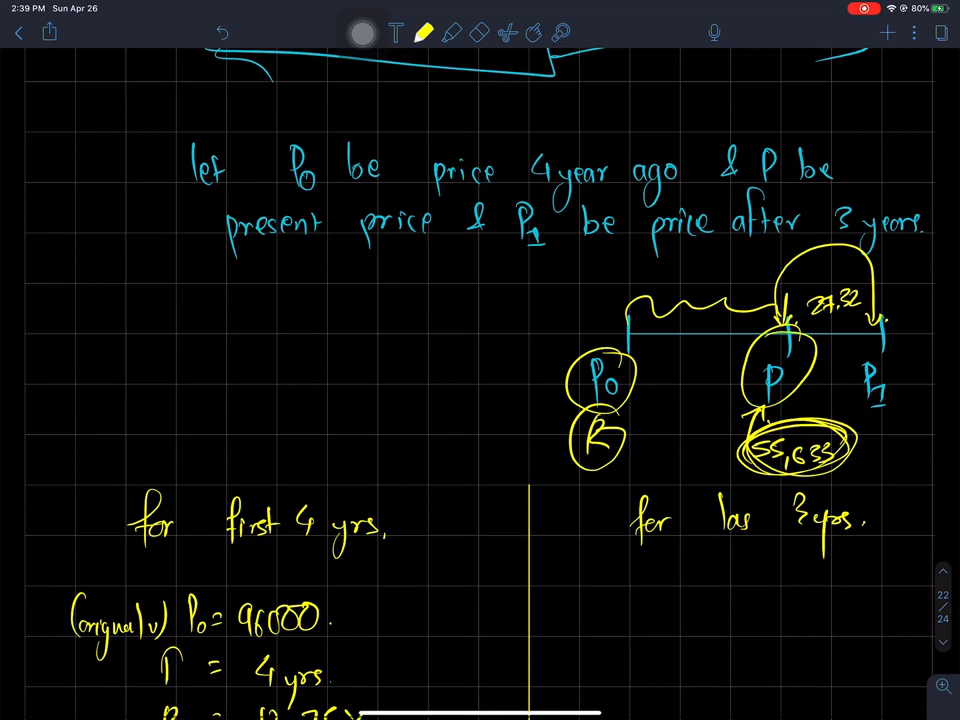 2:39 PM Sun Apr 26
80%
T
let P0 be price 4 year ago & P be
present price & P1 be price after 3 years.
27.32
P0 P P1
R 55,633
for first 4 yrs. for las 3 yrs.
(original v) P0 = 96000.
T = 4 yrs.
22
/
24